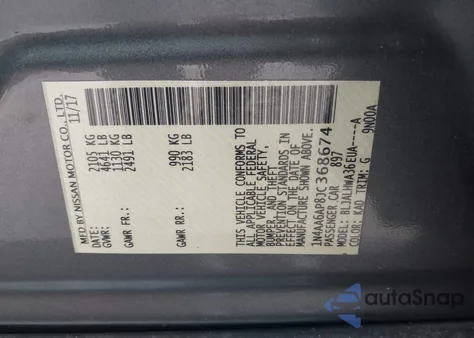 MFD BY NISSAN MOTOR CO., LTD.
DATE: 11/17
GVWR: 2105 KG
4641 LB
GAWR FR: 1130 KG
2491 LB
GAWR RR: 990 KG
2183 LB
THIS VEHICLE CONFORMS TO
ALL APPLICABLE FEDERAL
MOTOR VEHICLE SAFETY,
BUMPER, AND THEFT
PREVENTION STANDARDS IN
EFFECT ON THE DATE OF
MANUFACTURE SHOWN ABOVE.
1N4AA6AP8JC368674
PASSENGER CAR 897
MODEL: BL3ALHWA36EUA----A
COLOR: KAD TRIM: G 9N00A
autoSnap